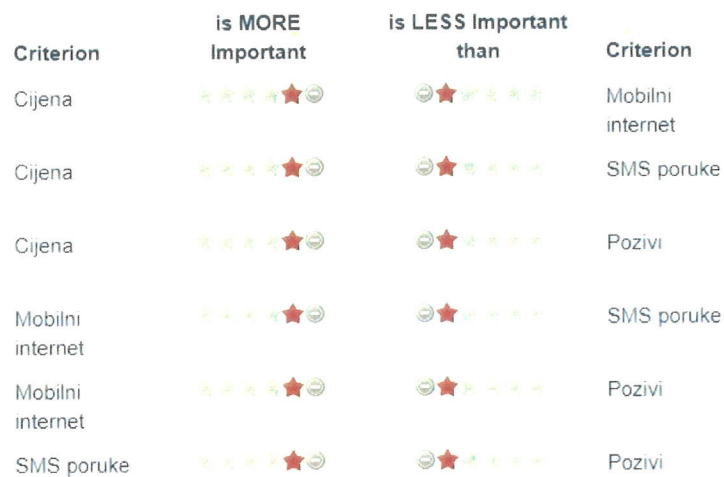 is MORE Important
is LESS Important than
Criterion
Criterion
Cijena
Mobilni internet
Cijena
SMS poruke
Cijena
Pozivi
Mobilni internet
SMS poruke
Mobilni internet
Pozivi
SMS poruke
Pozivi